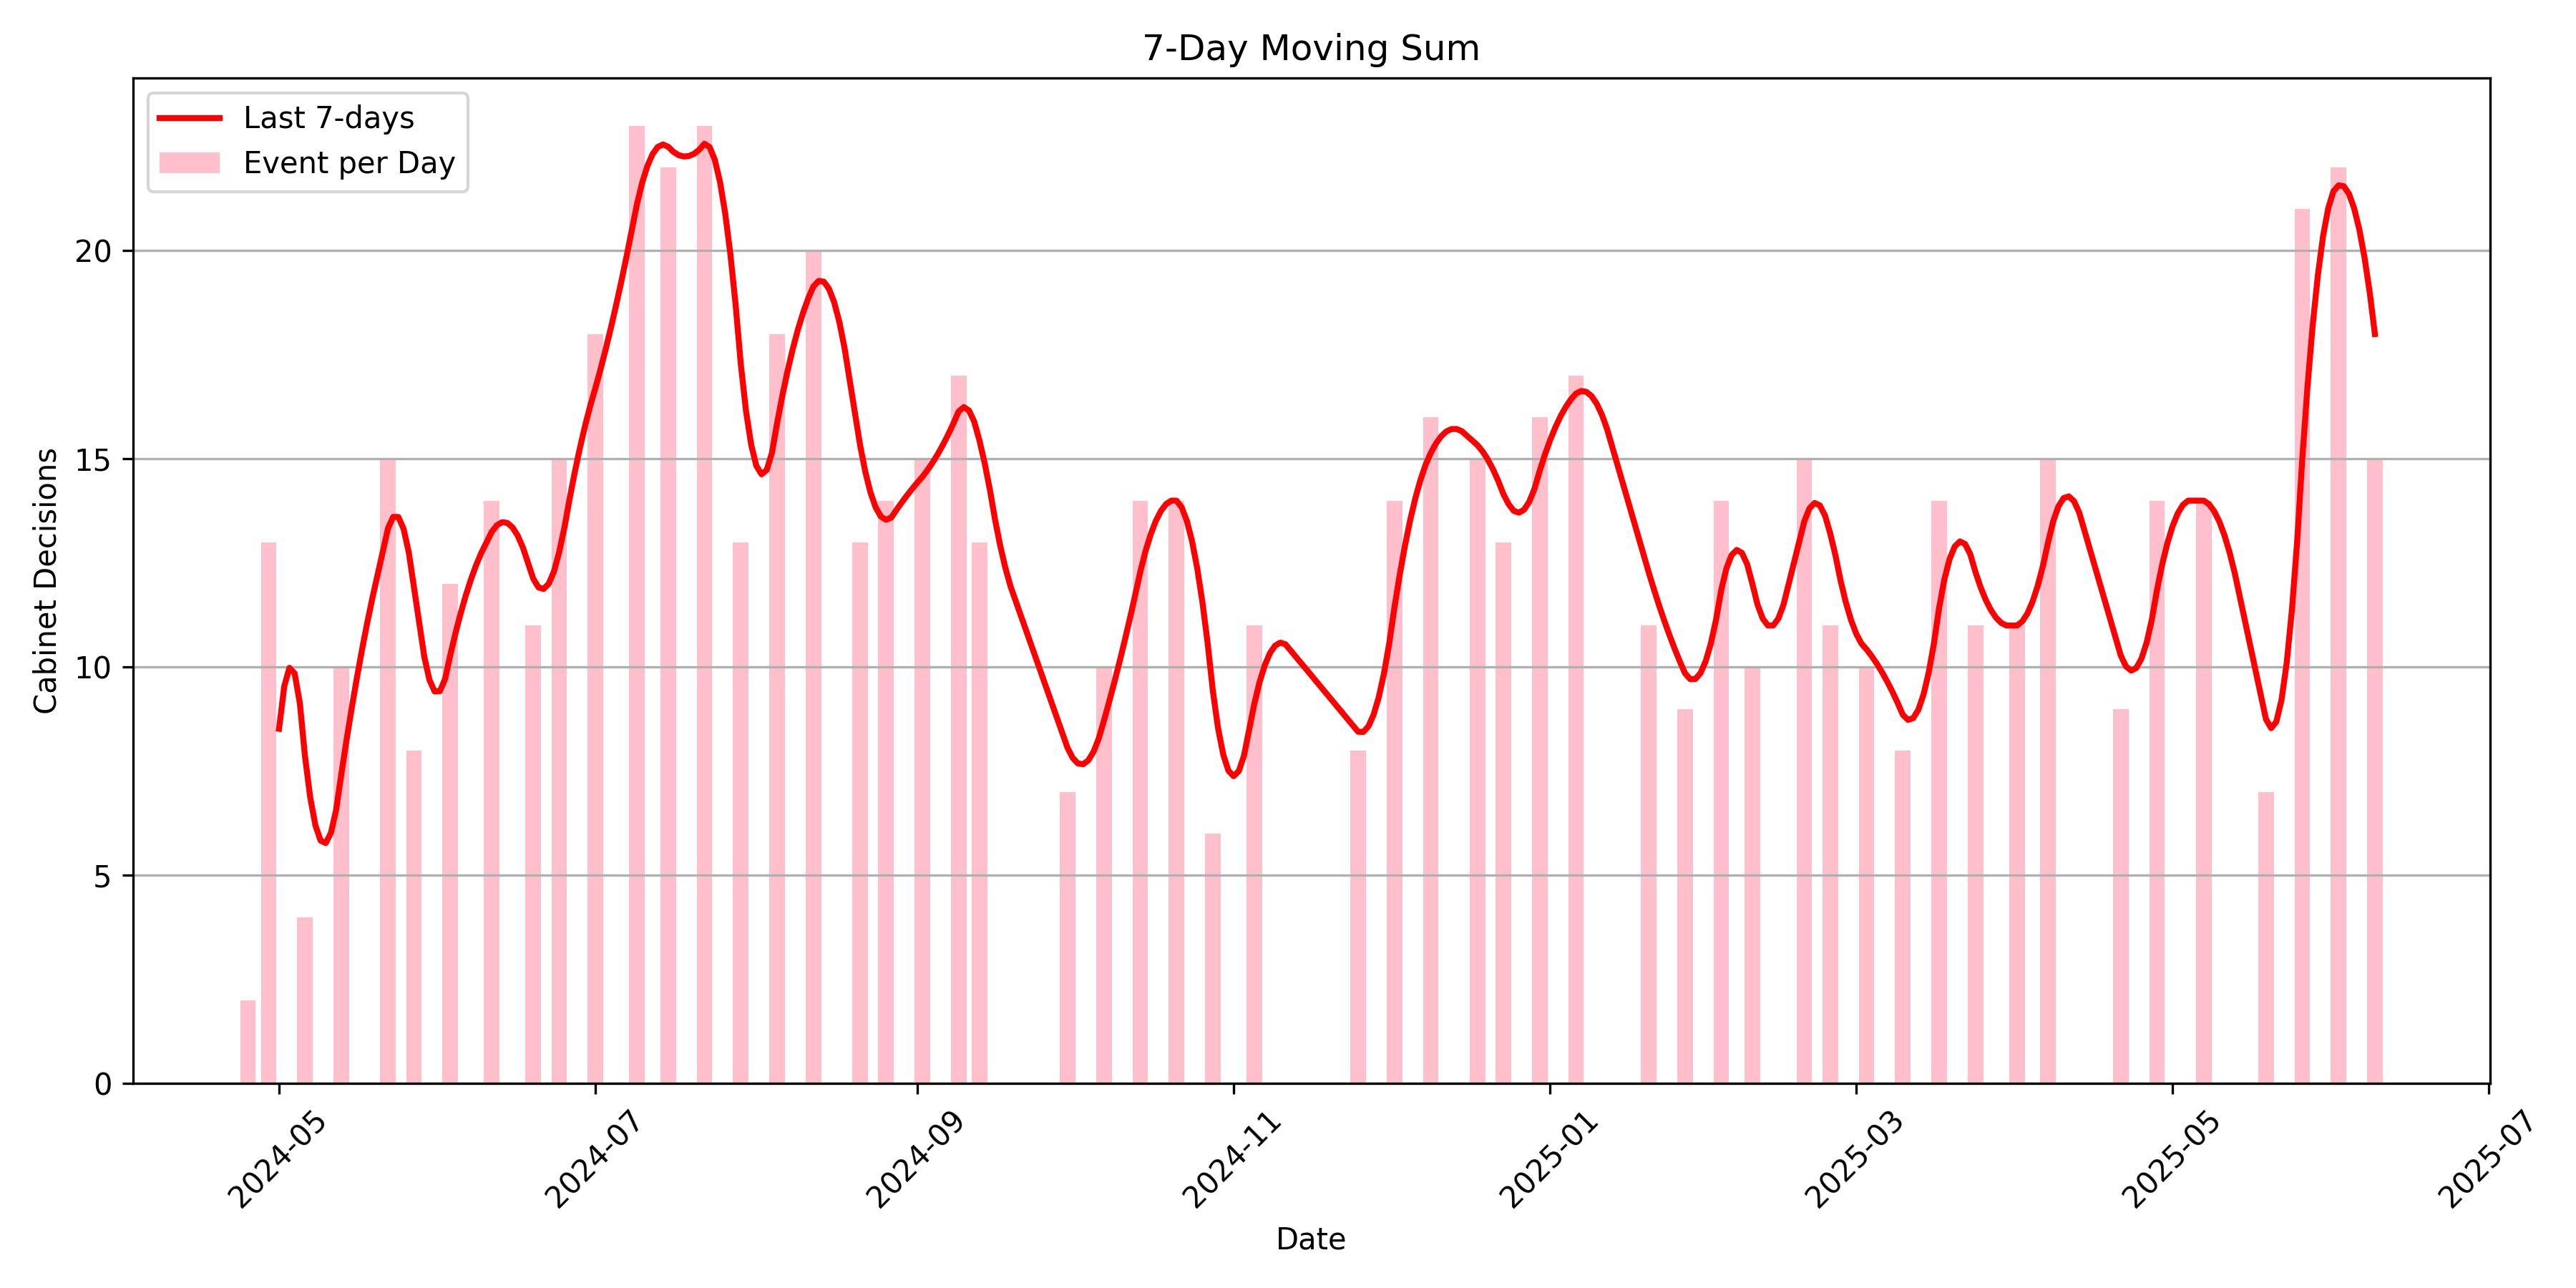 7-Day Moving Sum
Last 7-days
Event per Day
Cabinet Decisions
20
15
10
5
0
2024-05
2024-07
2024-09
2024-11
2025-01
2025-03
2025-05
2025-07
Date